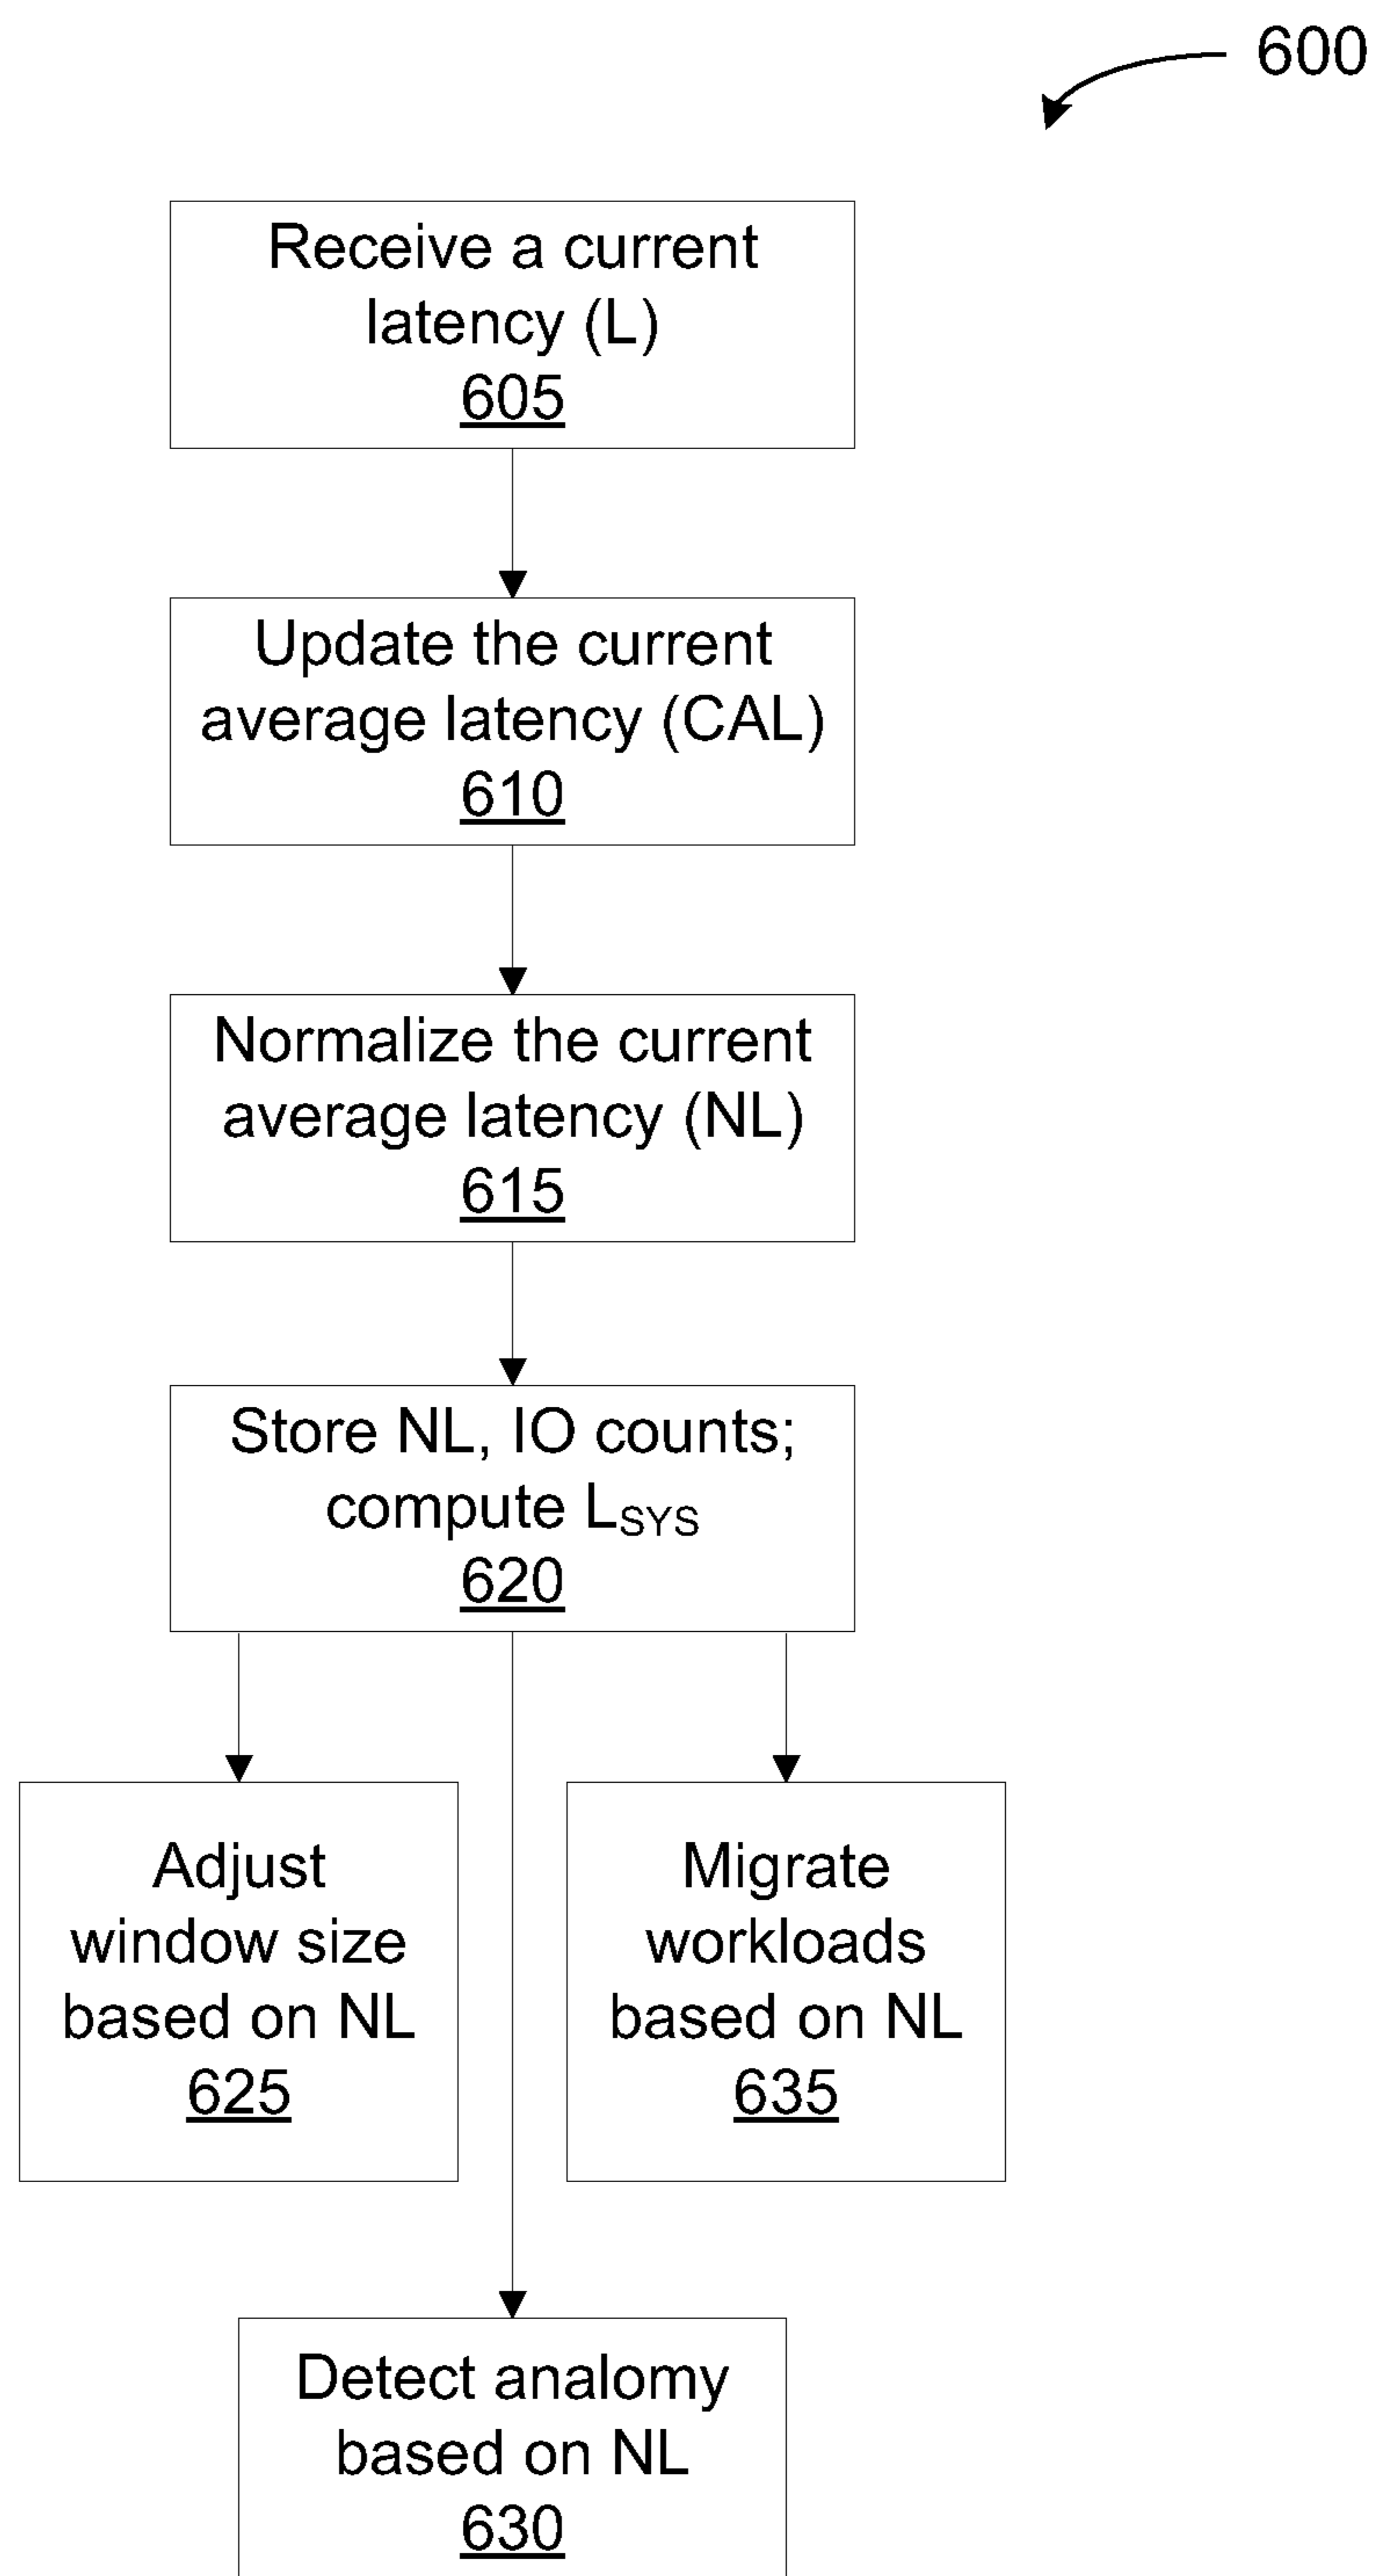 600
Receive a current
latency (L)
605
Update the current
average latency (CAL)
610
Normalize the current
average latency (NL)
615
Store NL, IO counts;
compute LSYS
620
Adjust
window size
based on NL
625
Migrate
workloads
based on NL
635
Detect analomy
based on NL
630